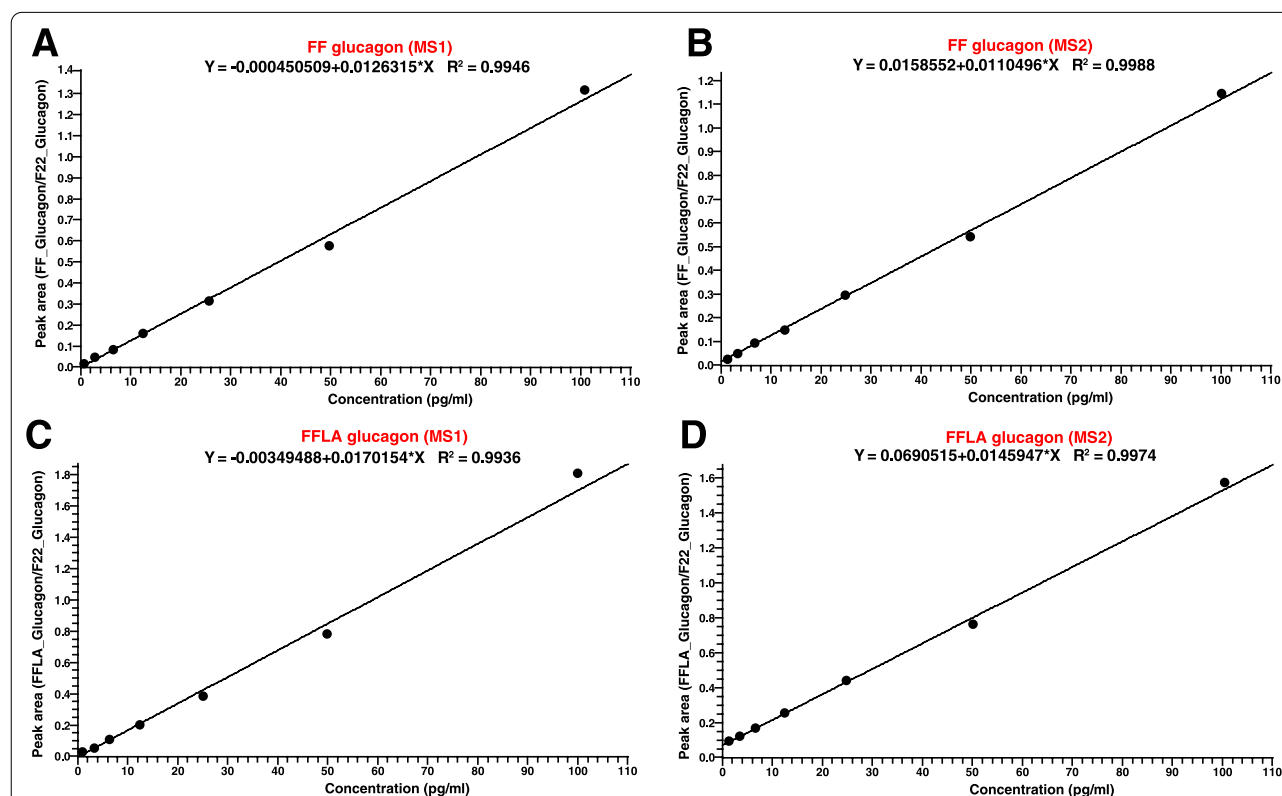 A
FF glucagon (MS1)
Y = -0.000450509+0.0126315*X R² = 0.9946
Peak area (FF_Glucagon/F22_Glucagon)
1.4
1.3
1.2
1.1
1.0
0.9
0.8
0.7
0.6
0.5
0.4
0.3
0.2
0.1
0.0
0 10 20 30 40 50 60 70 80 90 100 110
Concentration (pg/ml)
B
FF glucagon (MS2)
Y = 0.0158552+0.0110496*X R² = 0.9988
Peak area (FF_Glucagon/F22_Glucagon)
1.2
1.1
1.0
0.9
0.8
0.7
0.6
0.5
0.4
0.3
0.2
0.1
0.0
0 10 20 30 40 50 60 70 80 90 100 110
Concentration (pg/ml)
C
FFLA glucagon (MS1)
Y = -0.00349488+0.0170154*X R² = 0.9936
Peak area (FFLA_Glucagon/F22_Glucagon)
1.8
1.6
1.4
1.2
1.0
0.8
0.6
0.4
0.2
0.0
0 10 20 30 40 50 60 70 80 90 100 110
Concentration (pg/ml)
D
FFLA glucagon (MS2)
Y = 0.0690515+0.0145947*X R² = 0.9974
Peak area (FFLA_Glucagon/F22_Glucagon)
1.6
1.4
1.2
1.0
0.8
0.6
0.4
0.2
0.0
0 10 20 30 40 50 60 70 80 90 100 110
Concentration (pg/ml)